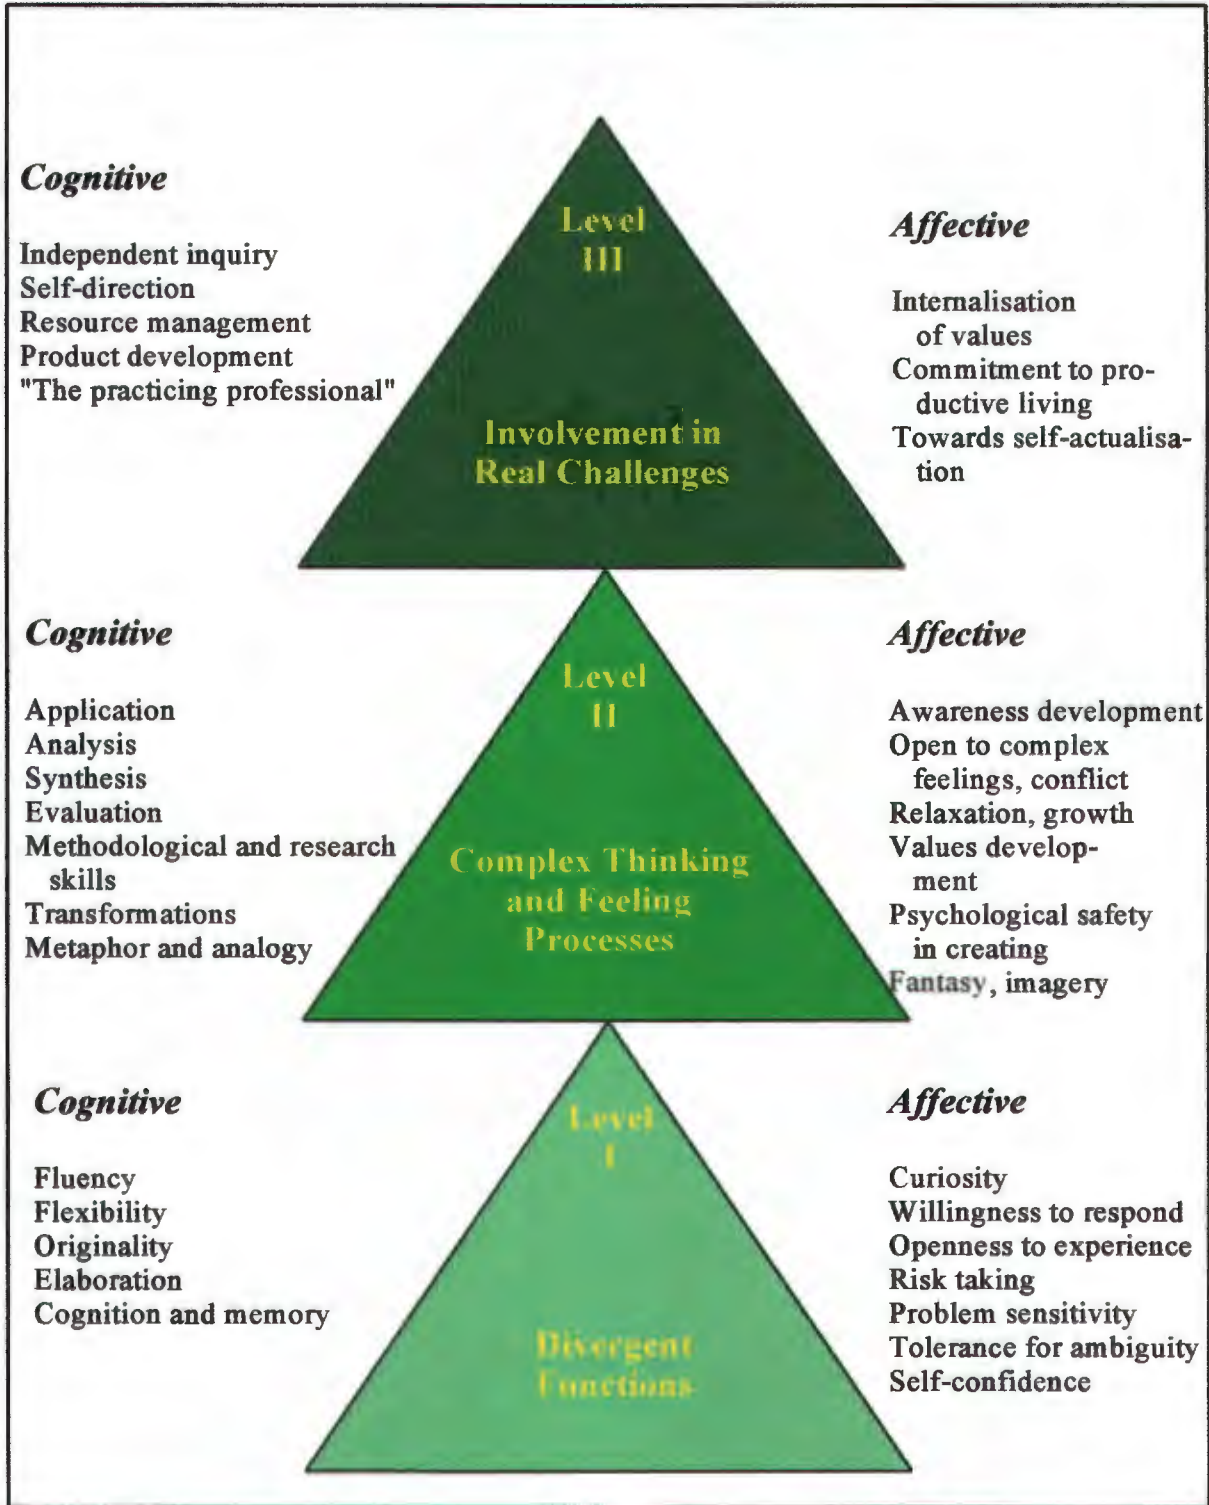 Cognitive
Independent inquiry
Self-direction
Resource management
Product development
"The practicing professional"
Level
III
Involvement in
Real Challenges
Affective
Internalisation
of values
Commitment to pro-
ductive living
Towards self-actualisa-
tion
Cognitive
Application
Analysis
Synthesis
Evaluation
Methodological and research
skills
Transformations
Metaphor and analogy
Level
II
Complex Thinking
and Feeling
Processes
Affective
Awareness development
Open to complex
feelings, conflict
Relaxation, growth
Values develop-
ment
Psychological safety
in creating
Fantasy, imagery
Cognitive
Fluency
Flexibility
Originality
Elaboration
Cognition and memory
Level
I
Divergent
Functions
Affective
Curiosity
Willingness to respond
Openness to experience
Risk taking
Problem sensitivity
Tolerance for ambiguity
Self-confidence